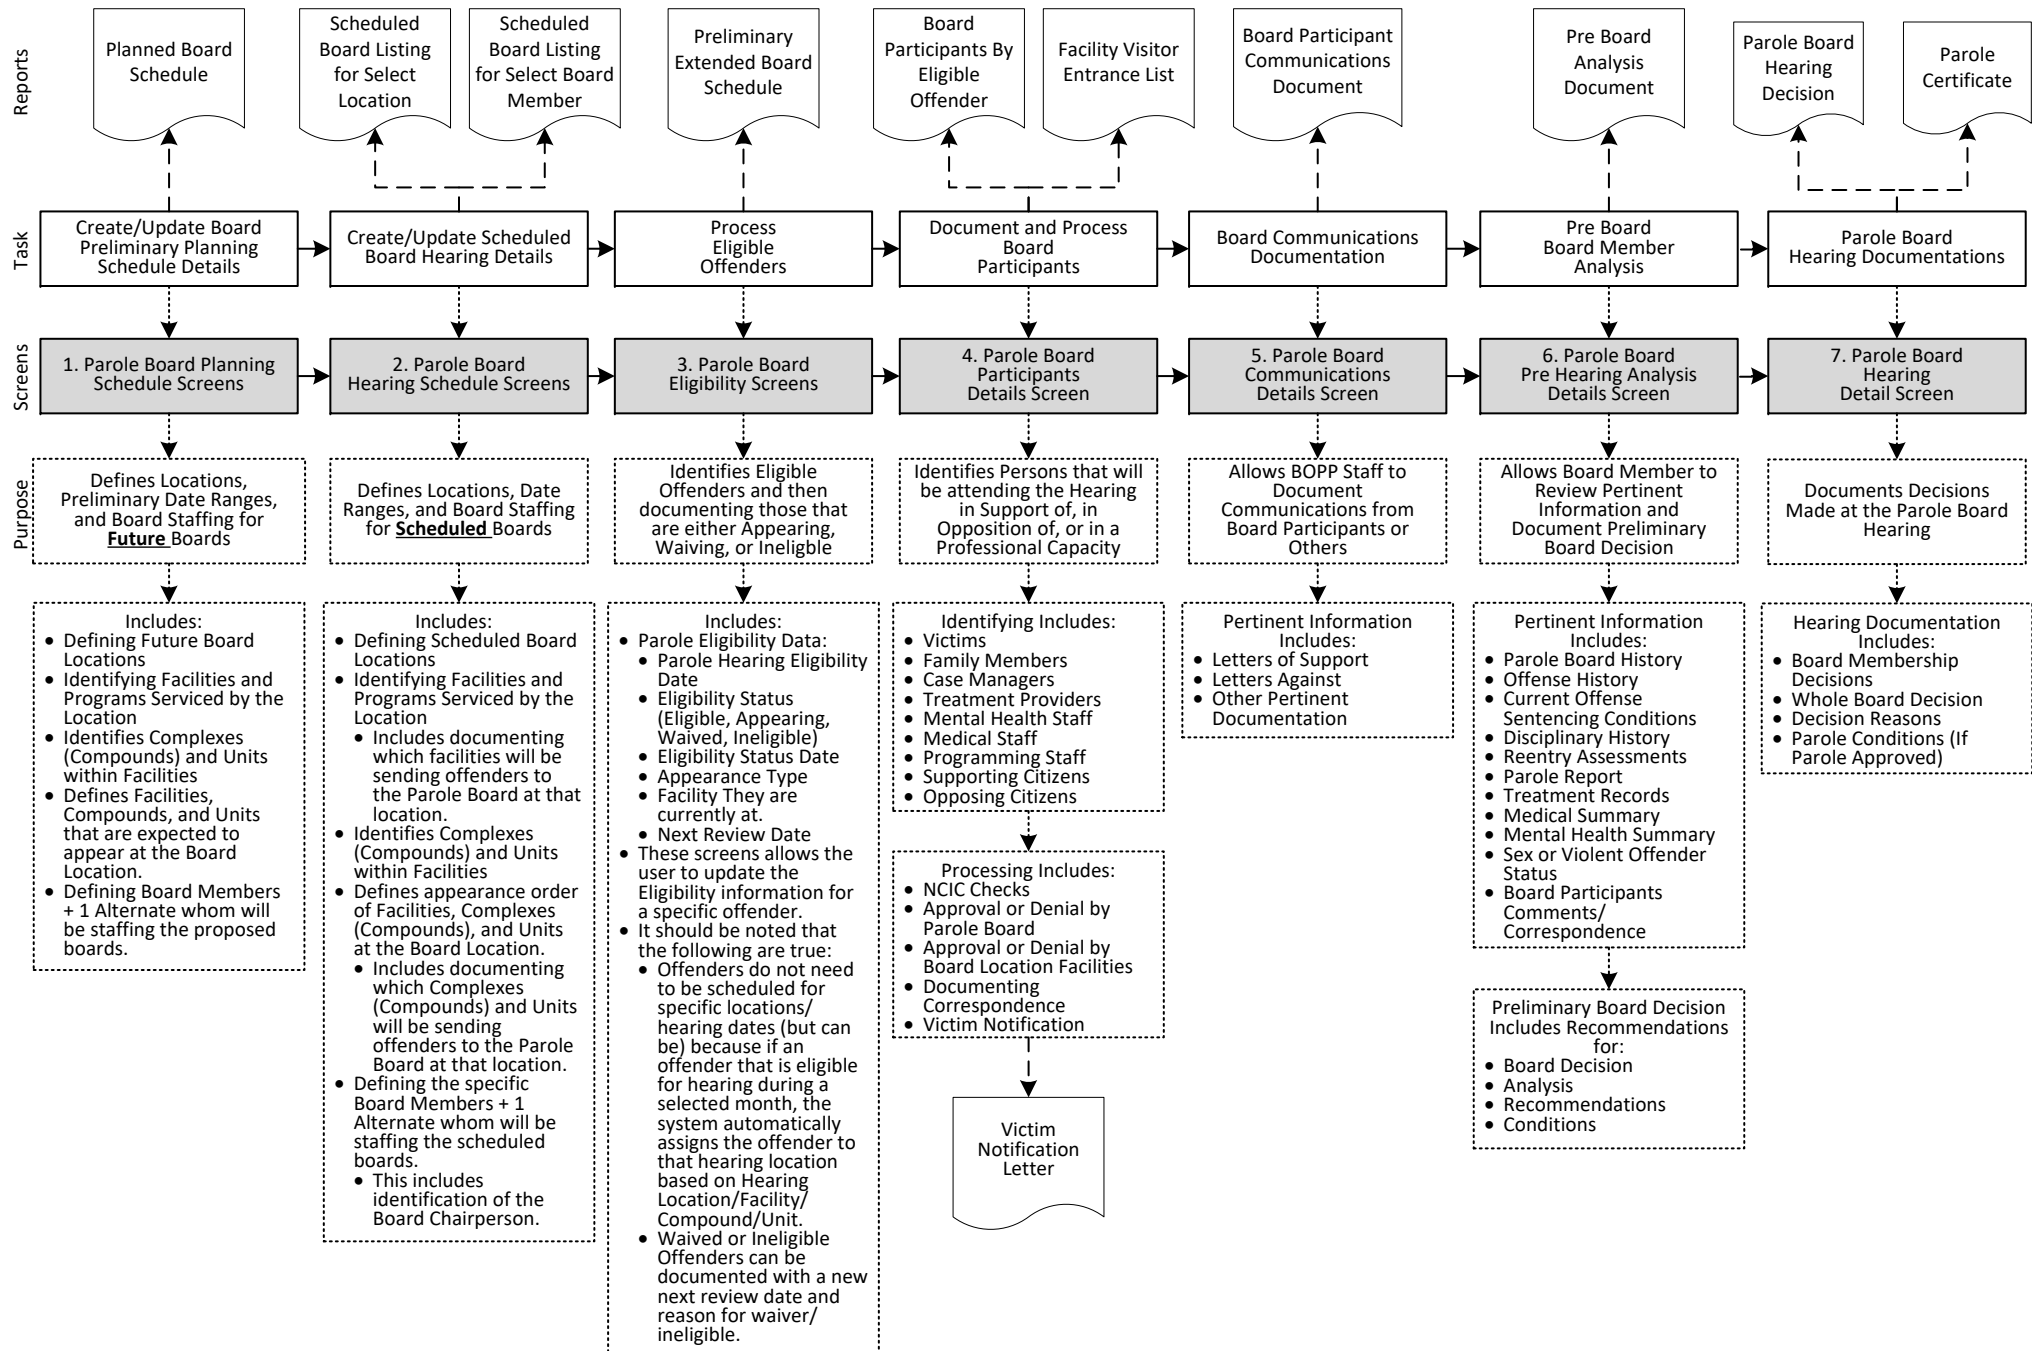 Reports
Planned Board
Schedule
Scheduled
Board Listing
for Select
Location
Scheduled
Board Listing
for Select Board
Member
Preliminary
Extended Board
Schedule
Board
Participants By
Eligible
Offender
Facility Visitor
Entrance List
Board Participant
Communications
Document
Pre Board
Analysis
Document
Parole Board
Hearing
Decision
Parole
Certificate
Task
Create/Update Board
Preliminary Planning
Schedule Details
Create/Update Scheduled
Board Hearing Details
Process
Eligible
Offenders
Document and Process
Board
Participants
Board Communications
Documentation
Pre Board
Board Member
Analysis
Parole Board
Hearing Documentations
Screens
1. Parole Board Planning
Schedule Screens
2. Parole Board
Hearing Schedule Screens
3. Parole Board
Eligibility Screens
4. Parole Board
Participants
Details Screen
5. Parole Board
Communications
Details Screen
6. Parole Board
Pre Hearing Analysis
Details Screen
7. Parole Board
Hearing
Detail Screen
Purpose
Defines Locations,
Preliminary Date Ranges,
and Board Staffing for
Future Boards
Defines Locations, Date
Ranges, and Board Staffing
for Scheduled Boards
Identifies Eligible
Offenders and then
documenting those that
are either Appearing,
Waiving, or Ineligble
Identifies Persons that will
be attending the Hearing
in Support of, in
Opposition of, or in a
Professional Capacity
Allows BOPP Staff to
Document
Communications from
Board Participants or
Others
Allows Board Member to
Review Pertinent
Information and
Document Preliminary
Board Decision
Documents Decisions
Made at the Parole Board
Hearing
Includes:
• Defining Future Board
Locations
• Identifying Facilities and
Programs Serviced by the
Location
• Identifies Complexes
(Compounds) and Units
within Facilities
• Defines Facilities,
Compounds, and Units
that are expected to
appear at the Board
Location.
• Defining Board Members
+ 1 Alternate whom will
be staffing the proposed
boards.
Includes:
• Defining Scheduled Board
Locations
• Identifying Facilities and
Programs Serviced by the
Location
• Includes documenting
which facilities will be
sending offenders to
the Parole Board at that
location.
• Identifies Complexes
(Compounds) and Units
within Facilities
• Defines appearance order
of Facilities, Complexes
(Compounds), and Units
at the Board Location.
• Includes documenting
which Complexes
(Compounds) and Units
will be sending
offenders to the Parole
Board at that location.
• Defining the specific
Board Members + 1
Alternate whom will be
staffing the scheduled
boards.
• This includes
identification of the
Board Chairperson.
Includes:
• Parole Eligibility Data:
• Parole Hearing Eligibility
Date
• Eligibility Status
(Eligible, Appearing,
Waived, Ineligible)
• Eligibility Status Date
• Appearance Type
• Facility They are
currently at.
• Next Review Date
• These screens allows the
user to update the
Eligibility information for
a specific offender.
• It should be noted that
the following are true:
• Offenders do not need
to be scheduled for
specific locations/
hearing dates (but can
be) because if an
offender that is eligible
for hearing during a
selected month, the
system automatically
assigns the offender to
that hearing location
based on Hearing
Location/Facility/
Compound/Unit.
• Waived or Ineligible
Offenders can be
documented with a new
next review date and
reason for waiver/
ineligible.
Identifying Includes:
• Victims
• Family Members
• Case Managers
• Treatment Providers
• Mental Health Staff
• Medical Staff
• Programming Staff
• Supporting Citizens
• Opposing Citizens
Processing Includes:
• NCIC Checks
• Approval or Denial by
Parole Board
• Approval or Denial by
Board Location Facilities
• Documenting
Correspondence
• Victim Notification
Victim
Notification
Letter
Pertinent Information
Includes:
• Letters of Support
• Letters Against
• Other Pertinent
Documentation
Pertinent Information
Includes:
• Parole Board History
• Offense History
• Current Offense
Sentencing Conditions
• Disciplinary History
• Reentry Assessments
• Parole Report
• Treatment Records
• Medical Summary
• Mental Health Summary
• Sex or Violent Offender
Status
• Board Participants
Comments/
Correspondence
Preliminary Board Decision
Includes Recommendations
for:
• Board Decision
• Analysis
• Recommendations
• Conditions
Hearing Documentation
Includes:
• Board Membership
Decisions
• Whole Board Decision
• Decision Reasons
• Parole Conditions (If
Parole Approved)